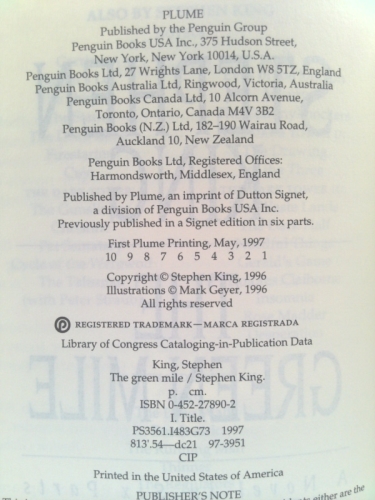 PLUME
Published by the Penguin Group
Penguin Books USA Inc., 375 Hudson Street,
New York, New York 10014, U.S.A.
Penguin Books Ltd, 27 Wrights Lane, London W8 5TZ, England
Penguin Books Australia Ltd, Ringwood, Victoria, Australia
Penguin Books Canada Ltd, 10 Alcorn Avenue,
Toronto, Ontario, Canada M4V 3B2
Penguin Books (N.Z.) Ltd, 182–190 Wairau Road,
Auckland 10, New Zealand
Penguin Books Ltd, Registered Offices:
Harmondsworth, Middlesex, England
Published by Plume, an imprint of Dutton Signet,
a division of Penguin Books USA Inc.
Previously published in a Signet edition in six parts.
First Plume Printing, May, 1997
10 9 8 7 6 5 4 3 2 1
Copyright © Stephen King, 1996
Illustrations © Mark Geyer, 1996
All rights reserved
REGISTERED TRADEMARK—MARCA REGISTRADA
Library of Congress Cataloging-in-Publication Data
King, Stephen
The green mile / Stephen King.
p. cm.
ISBN 0-452-27890-2
I. Title.
PS3561.I483G73 1997
813'.54—dc21 97-3951
CIP
Printed in the United States of America
PUBLISHER'S NOTE
either are the